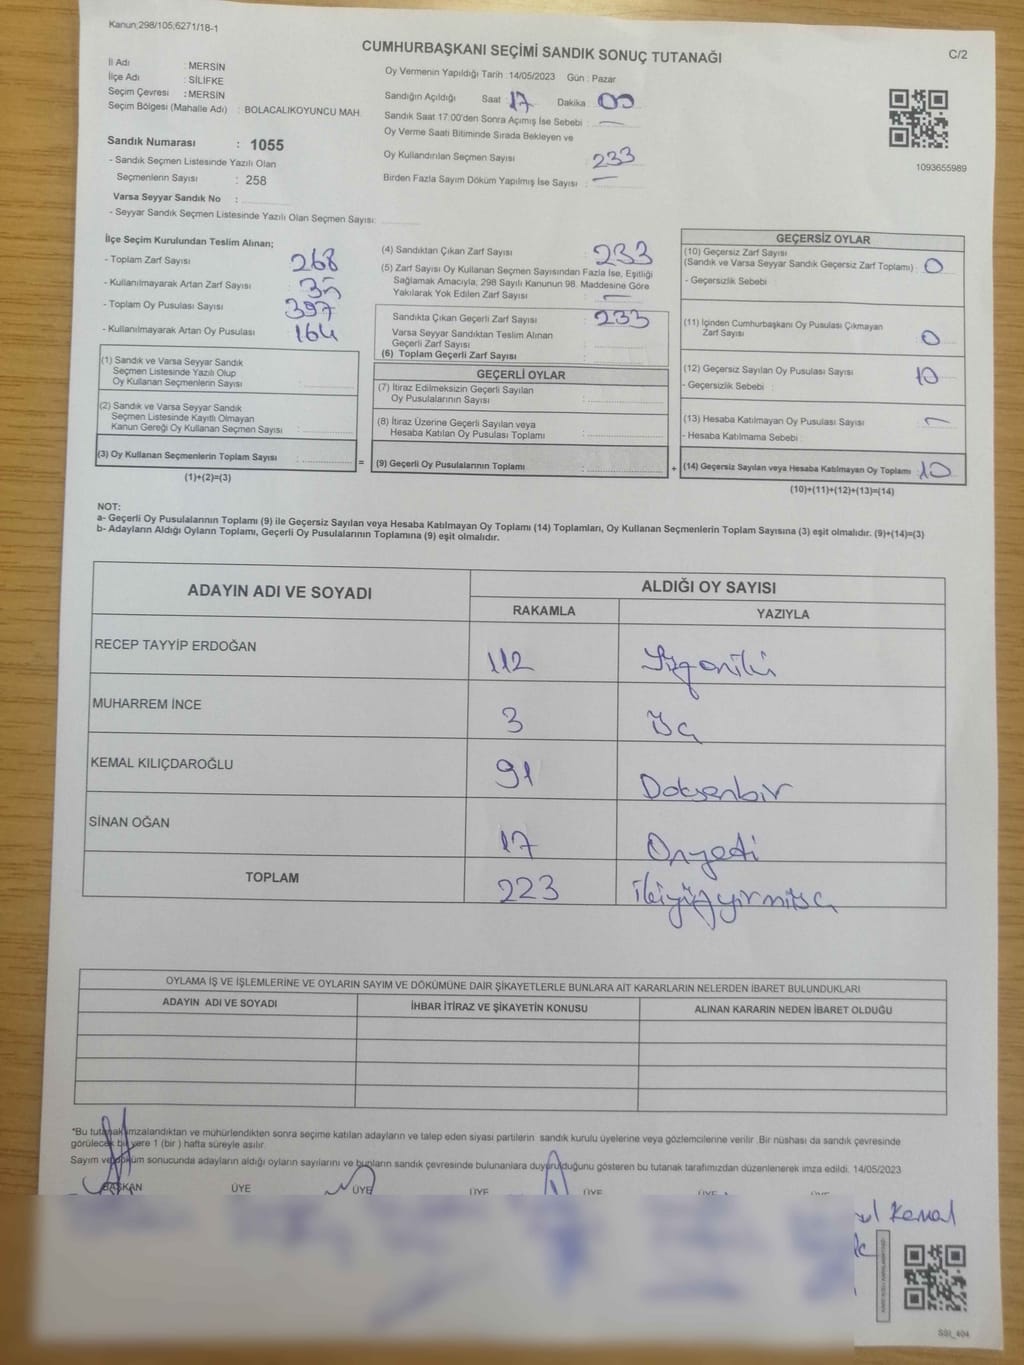 Kanun:298/105,6271/18-1
CUMHURBAŞKANI SEÇİMİ SANDIK SONUÇ TUTANAĞI
C/2
İl Adı : MERSİN
İlçe Adı : SİLİFKE
Seçim Çevresi : MERSİN
Seçim Bölgesi (Mahalle Adı) : BOLACALIKOYUNCU MAH.
Sandık Numarası : 1055
- Sandık Seçmen Listesinde Yazılı Olan
Seçmenlerin Sayısı : 258
Varsa Seyyar Sandık No :
- Seyyar Sandık Seçmen Listesinde Yazılı Olan Seçmen Sayısı:
Oy Vermenin Yapıldığı Tarih :14/05/2023 Gün : Pazar
Sandığın Açıldığı Saat : 17 Dakika : 00
Sandık Saat 17:00'den Sonra Açımış İse Sebebi : —
Oy Verme Saati Bitiminde Sırada Bekleyen ve
Oy Kullandırılan Seçmen Sayısı : 233
Birden Fazla Sayım Döküm Yapılmış İse Sayısı : —
1093655989
İlçe Seçim Kurulundan Teslim Alınan;
- Toplam Zarf Sayısı : 268
- Kullanılmayarak Artan Zarf Sayısı : 35
- Toplam Oy Pusulası Sayısı : 397
- Kullanılmayarak Artan Oy Pusulası : 164
(1) Sandık ve Varsa Seyyar Sandık
Seçmen Listesinde Yazılı Olup
Oy Kullanan Seçmenlerin Sayısı :
(2) Sandık ve Varsa Seyyar Sandık
Seçmen Listesinde Kayıtlı Olmayan
Kanun Gereği Oy Kullanan Seçmen Sayısı :
(3) Oy Kullanan Seçmenlerin Toplam Sayısı :
(1)+(2)=(3)
(4) Sandıktan Çıkan Zarf Sayısı : 233
(5) Zarf Sayısı Oy Kullanan Seçmen Sayısından Fazla İse, Eşitliği
Sağlamak Amacıyla; 298 Sayılı Kanunun 98. Maddesine Göre
Yakılarak Yok Edilen Zarf Sayısı : —
Sandıkta Çıkan Geçerli Zarf Sayısı : 233
Varsa Seyyar Sandıktan Teslim Alınan
Geçerli Zarf Sayısı :
(6) Toplam Geçerli Zarf Sayısı :
GEÇERLİ OYLAR
(7) İtiraz Edilmeksizin Geçerli Sayılan
Oy Pusulalarının Sayısı :
(8) İtiraz Üzerine Geçerli Sayılan veya
Hesaba Katılan Oy Pusulası Toplamı :
= (9) Geçerli Oy Pusulalarının Toplamı :
GEÇERSİZ OYLAR
(10) Geçersiz Zarf Sayısı
(Sandık ve Varsa Seyyar Sandık Geçersiz Zarf Toplamı) : 0
- Geçersizlik Sebebi :
(11) İçinden Cumhurbaşkanı Oy Pusulası Çıkmayan
Zarf Sayısı : 0
(12) Geçersiz Sayılan Oy Pusulası Sayısı : 10
- Geçersizlik Sebebi :
(13) Hesaba Katılmayan Oy Pusulası Sayısı : —
- Hesaba Katılmama Sebebi :
+ (14) Geçersiz Sayılan veya Hesaba Katılmayan Oy Toplamı : 10
(10)+(11)+(12)+(13)=(14)
NOT:
a- Geçerli Oy Pusulalarının Toplamı (9) ile Geçersiz Sayılan veya Hesaba Katılmayan Oy Toplamı (14) Toplamları, Oy Kullanan Seçmenlerin Toplam Sayısına (3) eşit olmalıdır. (9)+(14)=(3)
b- Adayların Aldığı Oyların Toplamı, Geçerli Oy Pusulalarının Toplamına (9) eşit olmalıdır.
ADAYIN ADI VE SOYADI
ALDIĞI OY SAYISI
RAKAMLA YAZIYLA
RECEP TAYYİP ERDOĞAN 112 Yüzoniki
MUHARREM İNCE 3 Üç
KEMAL KILIÇDAROĞLU 91 Doksenbir
SİNAN OĞAN 17 Onyedi
TOPLAM 223 ikiyüzyirmiüç
OYLAMA İŞ VE İŞLEMLERİNE VE OYLARIN SAYIM VE DÖKÜMÜNE DAİR ŞİKAYETLERLE BUNLARA AİT KARARLARIN NELERDEN İBARET BULUNDUKLARI
ADAYIN ADI VE SOYADI İHBAR İTİRAZ VE ŞİKAYETİN KONUSU ALINAN KARARIN NEDEN İBARET OLDUĞU
*Bu tutanak imzalandıktan ve mühürlendikten sonra seçime katılan adayların ve talep eden siyasi partilerin sandık kurulu üyelerine veya gözlemcilerine verilir .Bir nüshası da sandık çevresinde
görülecek bir yere 1 (bir ) hafta süreyle asılır.
Sayım ve döküm sonucunda adayların aldığı oyların sayılarını ve bunların sandık çevresinde bulunanlara duyurulduğunu gösteren bu tutanak tarafımızdan düzenlenerek imza edildi. 14/05/2023
BAŞKAN ÜYE ÜYE ÜYE ÜYE ÜYE
Kemal
SSI_404